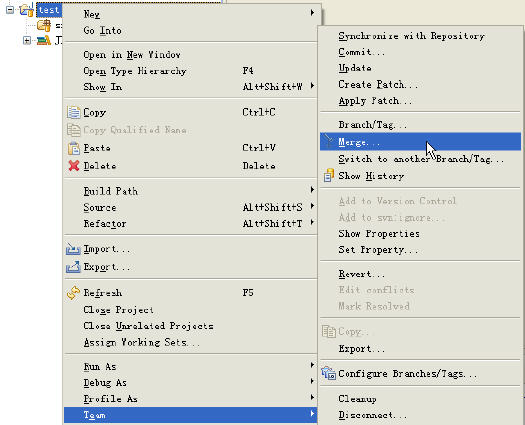 test
New
Go Into
Open in New Window
Open Type Hierarchy F4
Show In Alt+Shift+W
Copy Ctrl+C
Copy Qualified Name
Paste Ctrl+V
Delete Delete
Build Path
Source Alt+Shift+S
Refactor Alt+Shift+T
Import...
Export...
Refresh F5
Close Project
Close Unrelated Projects
Assign Working Sets...
Run As
Debug As
Profile As
Team
Synchronize with Repository
Commit...
Update
Create Patch...
Apply Patch...
Branch/Tag...
Merge...
Switch to another Branch/Tag...
Show History
Add to Version Control
Add to svn:ignore...
Show Properties
Set Property...
Revert...
Edit conflicts
Mark Resolved
Copy...
Export...
Configure Branches/Tags...
Cleanup
Disconnect...